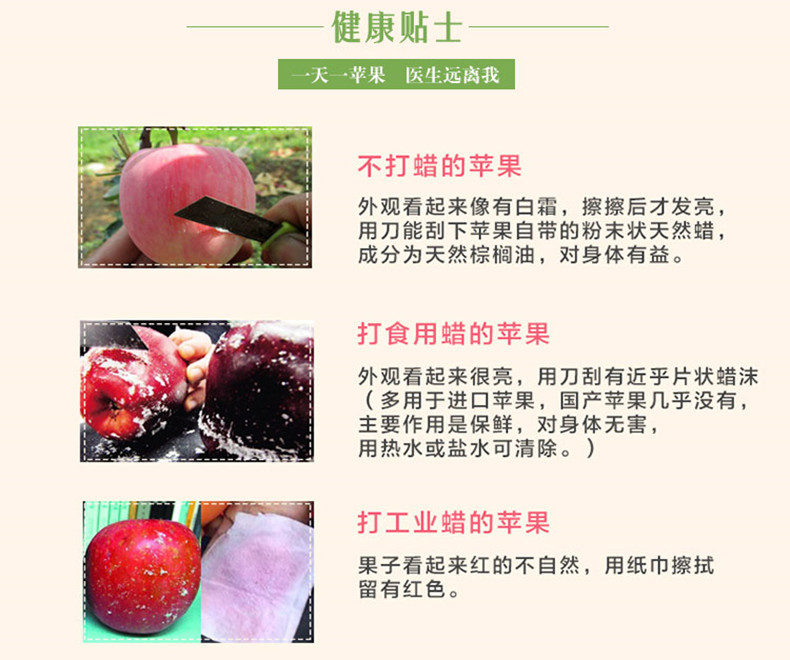 健康贴士
一天一苹果 医生远离我
不打蜡的苹果
外观看起来像有白霜，擦擦后才发亮，
用刀能刮下苹果自带的粉末状天然蜡，
成分为天然棕榈油，对身体有益。
打食用蜡的苹果
外观看起来很亮，用刀刮有近乎片状蜡沫
（多用于进口苹果，国产苹果几乎没有，
主要作用是保鲜，对身体无害，
用热水或盐水可清除。）
打工业蜡的苹果
果子看起来红的不自然，用纸巾擦拭
留有红色。